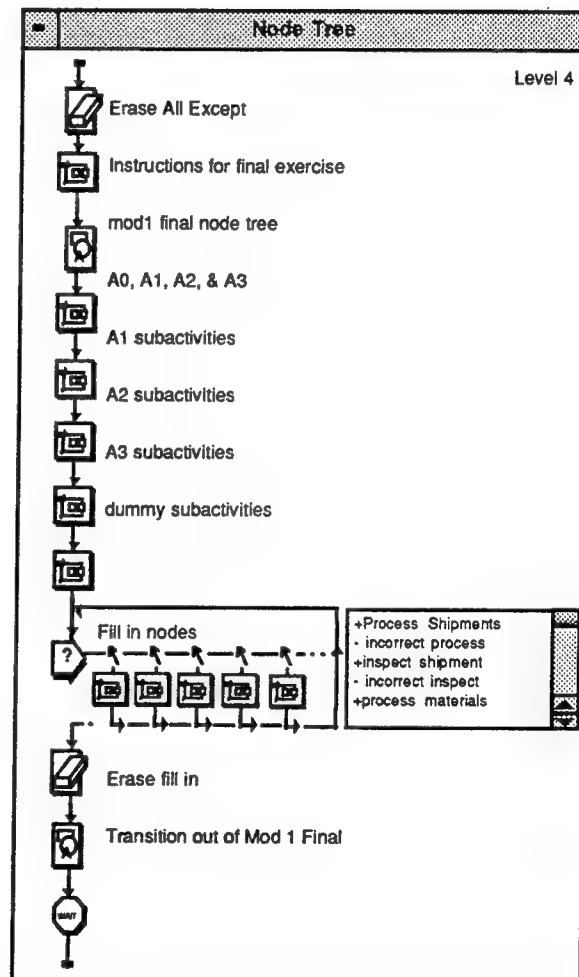 Node Tree
Level 4
Erase All Except
Instructions for final exercise
mod1 final node tree
A0, A1, A2, & A3
A1 subactivities
A2 subactivities
A3 subactivities
dummy subactivities
Fill in nodes
?
+Process Shipments
- incorrect process
+inspect shipment
- incorrect inspect
+process materials
Erase fill in
Transition out of Mod 1 Final
WAIT